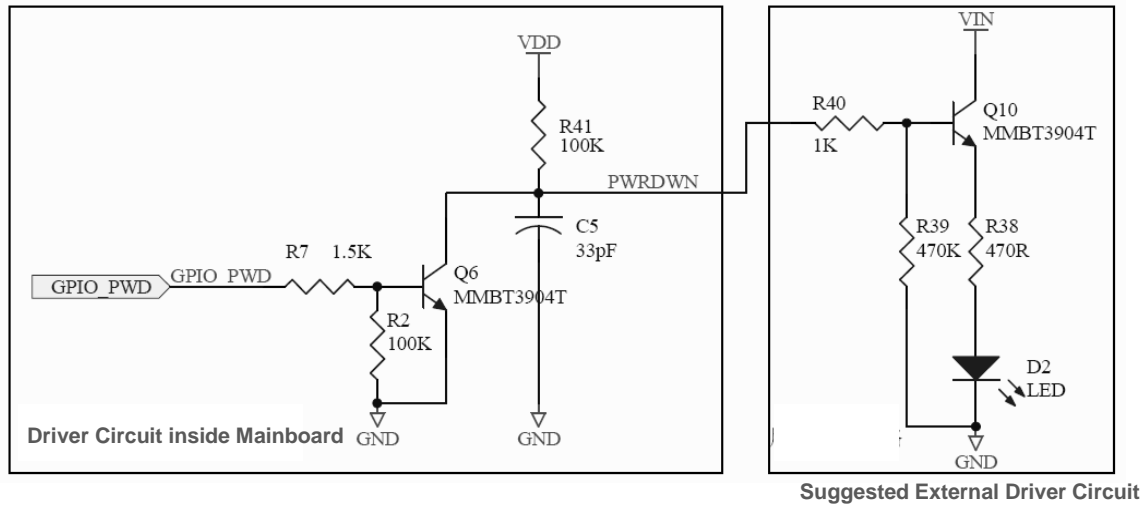 VDD
VIN
R41
100K
R40
1K
Q10
MMBT3904T
PWRDWN
C5
33pF
R39
470K
R38
470R
R7 1.5K
GPIO_PWD
GPIO_PWD
Q6
MMBT3904T
R2
100K
D2
LED
Driver Circuit inside Mainboard
GND
GND
GND
Suggested External Driver Circuit